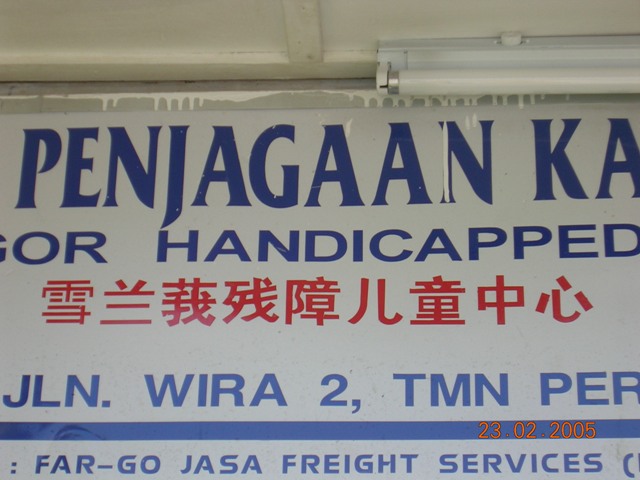 PENJAGAAN KA
GOR HANDICAPPED
雪兰莪残障儿童中心
JLN. WIRA 2, TMN PER
23.02.2005
: FAR-GO JASA FREIGHT SERVICES (